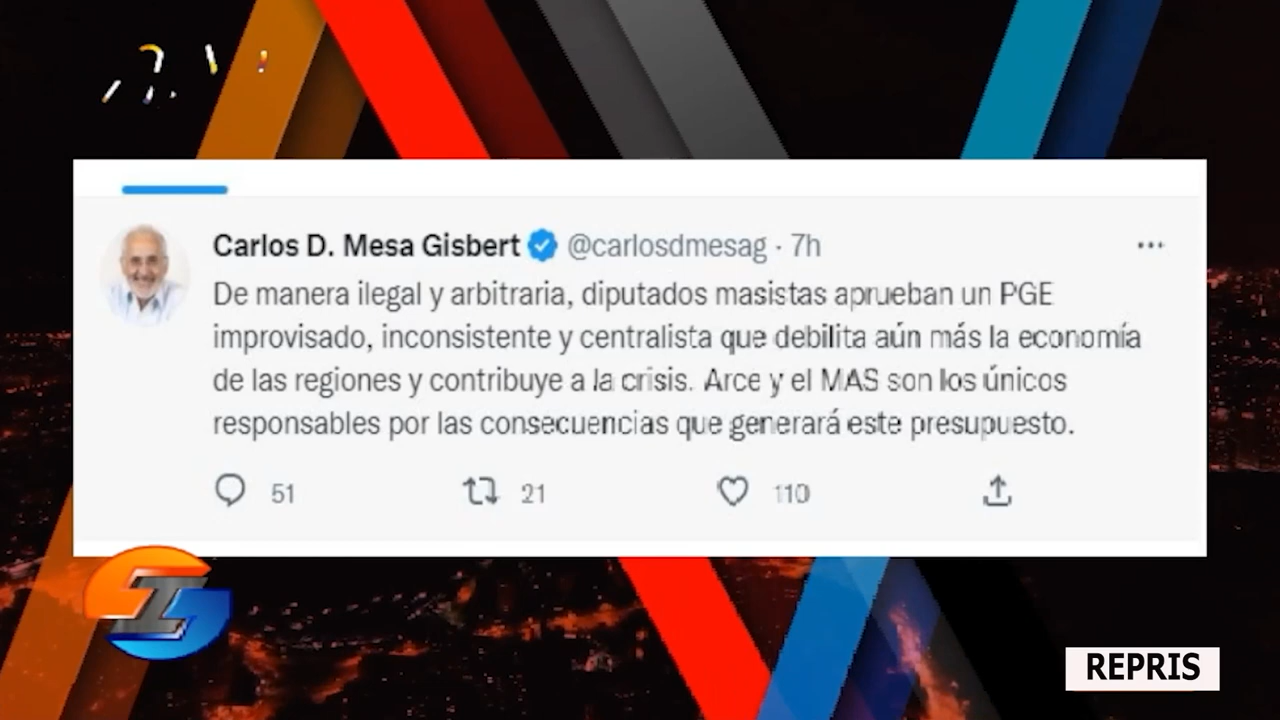 Carlos D. Mesa Gisbert @carlosdmesag · 7h
De manera ilegal y arbitraria, diputados masistas aprueban un PGE
improvisado, inconsistente y centralista que debilita aún más la economía
de las regiones y contribuye a la crisis. Arce y el MAS son los únicos
responsables por las consecuencias que generará este presupuesto.
51 21 110
REPRIS